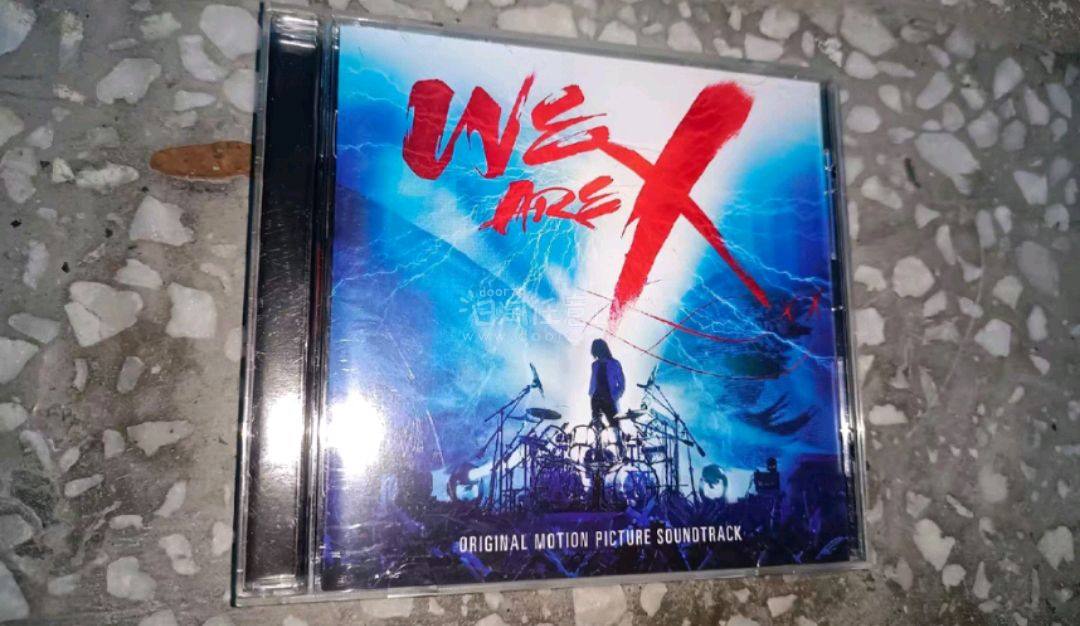 WE
ARE X
ORIGINAL MOTION PICTURE SOUNDTRACK